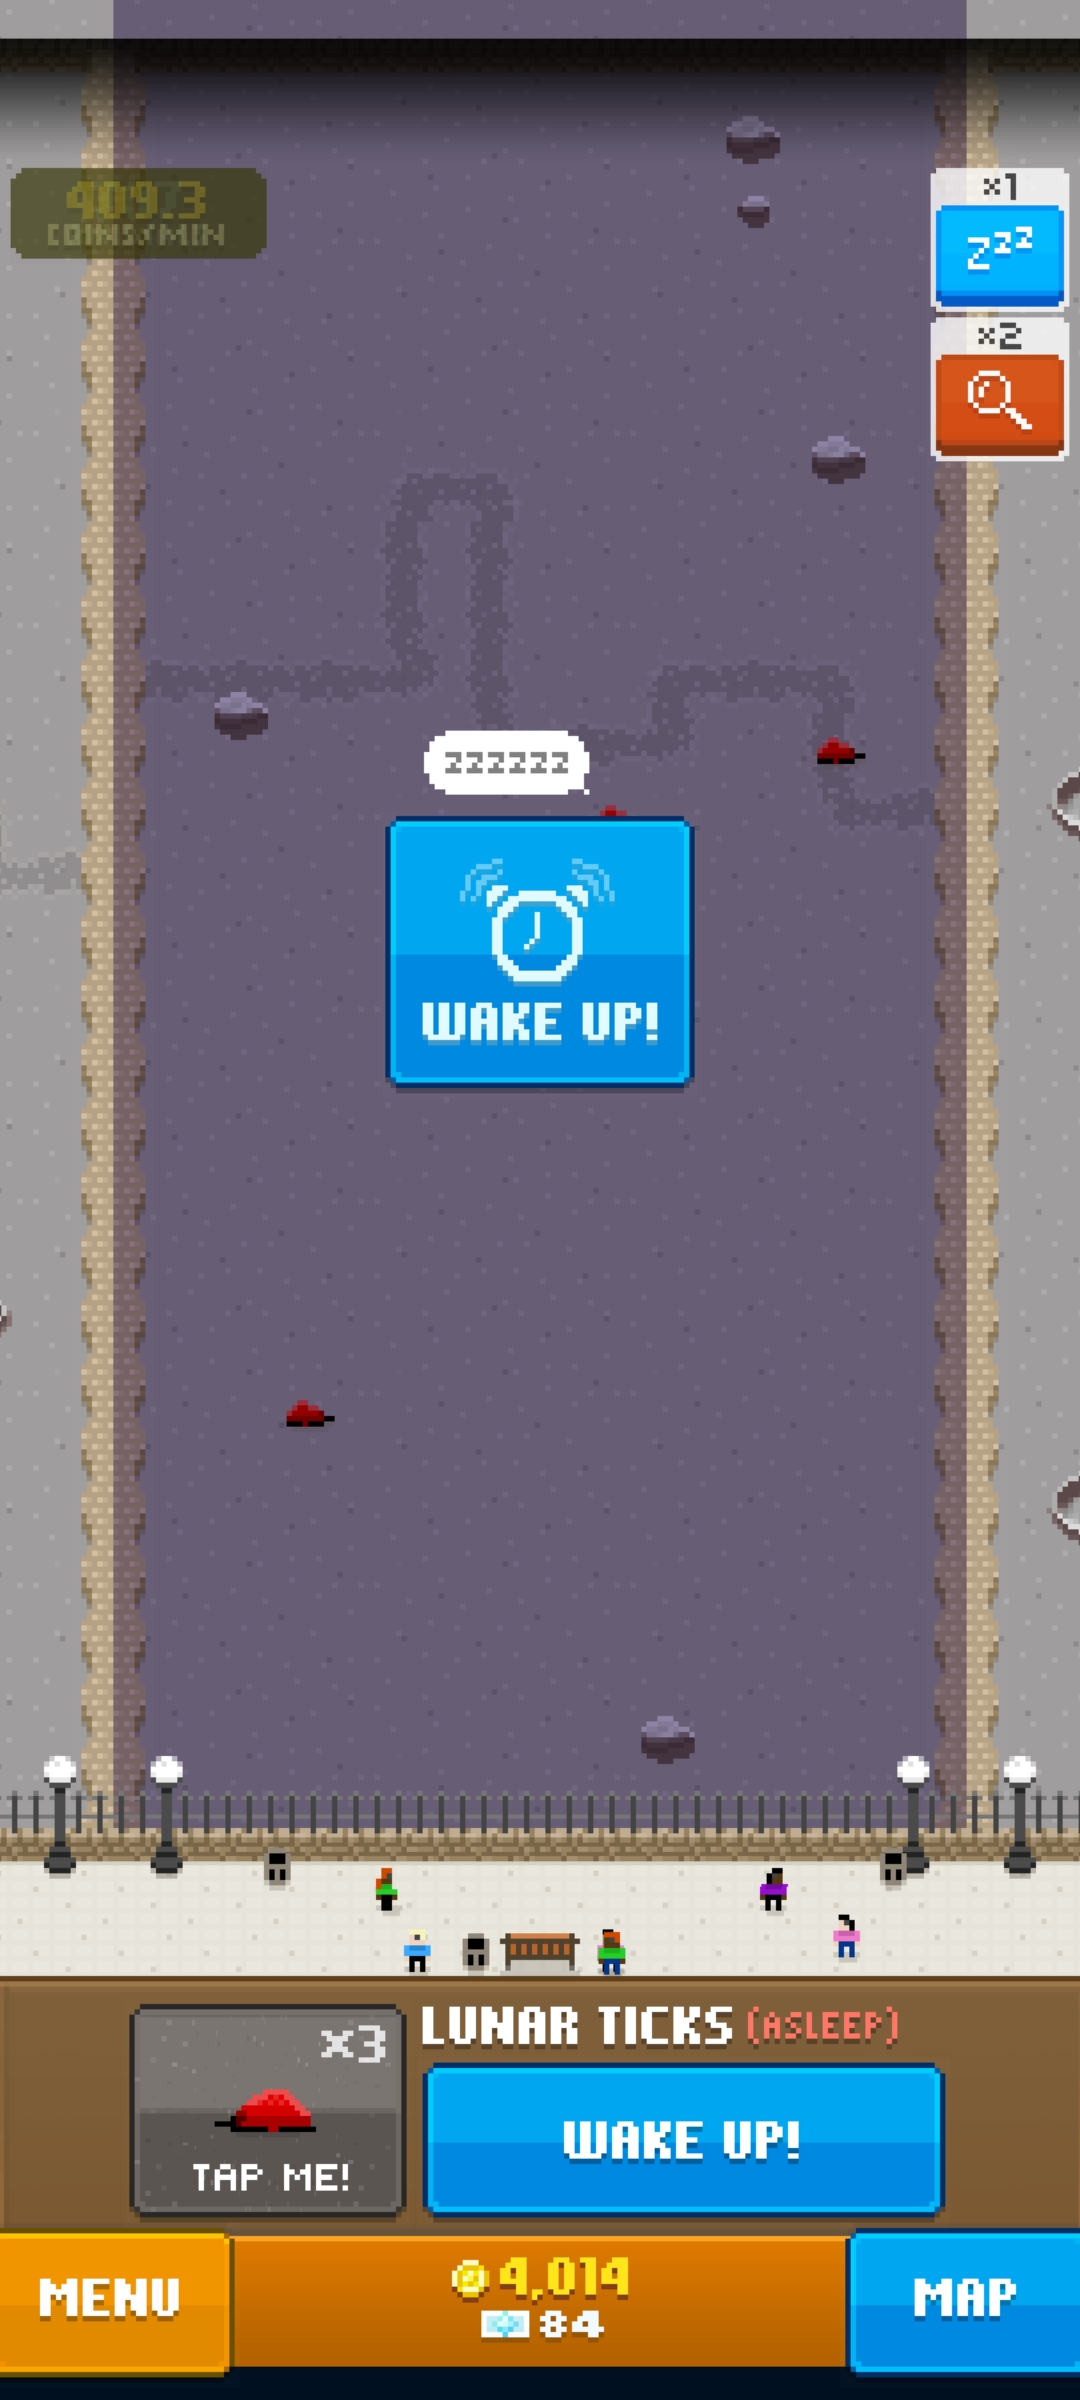 409.3
COINS/MIN
x1
zzz
x2
zzzzzz
WAKE UP!
x3
TAP ME!
LUNAR TICKS (ASLEEP)
WAKE UP!
MENU
4,014
84
MAP